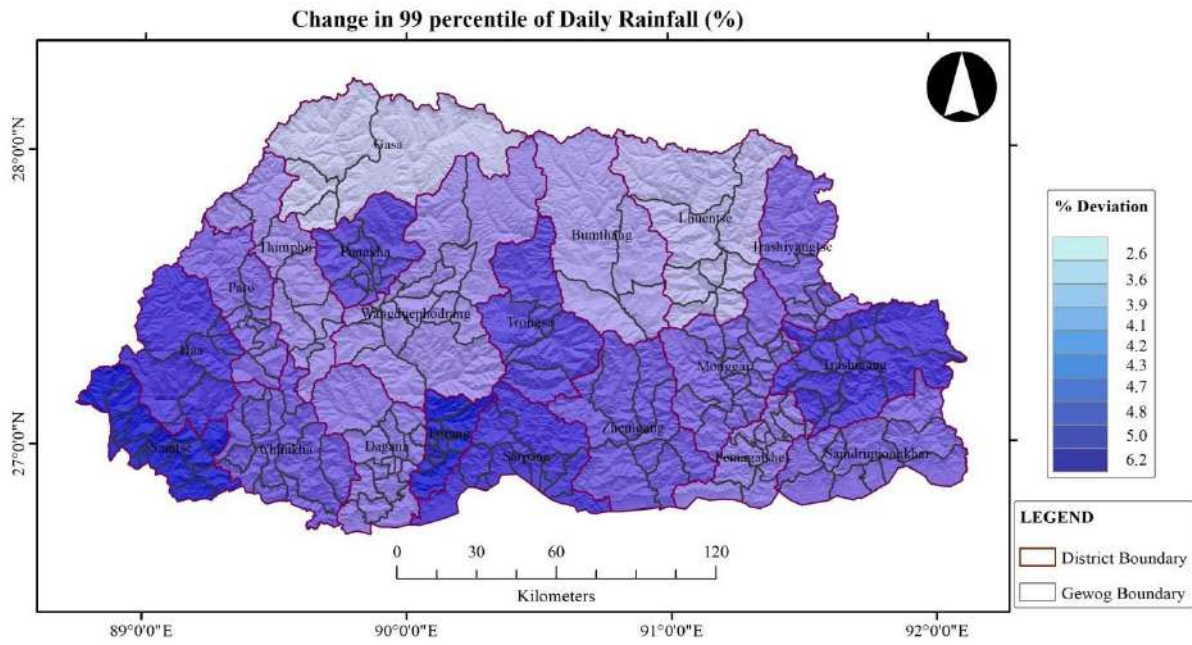 Change in 99 percentile of Daily Rainfall (%)
28°0'0"N
27°0'0"N
Gasa
Thimphu
Punakha
Paro
Haa
Wangduephodrang
Trongsa
Bumthang
Lhuentse
Trashiyangtse
Monggar
Trashigang
Samtse
Chhukha
Dagana
Tsirang
Sarpang
Zhemgang
Pemagatshel
Samdrupjongkhar
0 30 60 120
Kilometers
89°0'0"E
90°0'0"E
91°0'0"E
92°0'0"E
% Deviation
2.6
3.6
3.9
4.1
4.2
4.3
4.7
4.8
5.0
6.2
LEGEND
District Boundary
Gewog Boundary